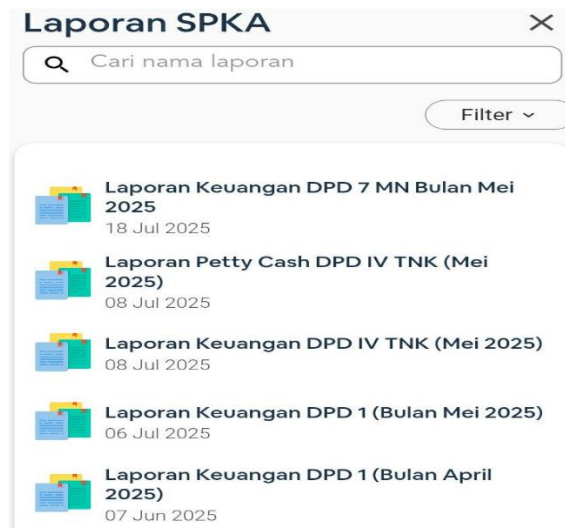 Laporan SPKA
Cari nama laporan
Filter
Laporan Keuangan DPD 7 MN Bulan Mei
2025
18 Jul 2025
Laporan Petty Cash DPD IV TNK (Mei
2025)
08 Jul 2025
Laporan Keuangan DPD IV TNK (Mei 2025)
08 Jul 2025
Laporan Keuangan DPD 1 (Bulan Mei 2025)
06 Jul 2025
Laporan Keuangan DPD 1 (Bulan April
2025)
07 Jun 2025